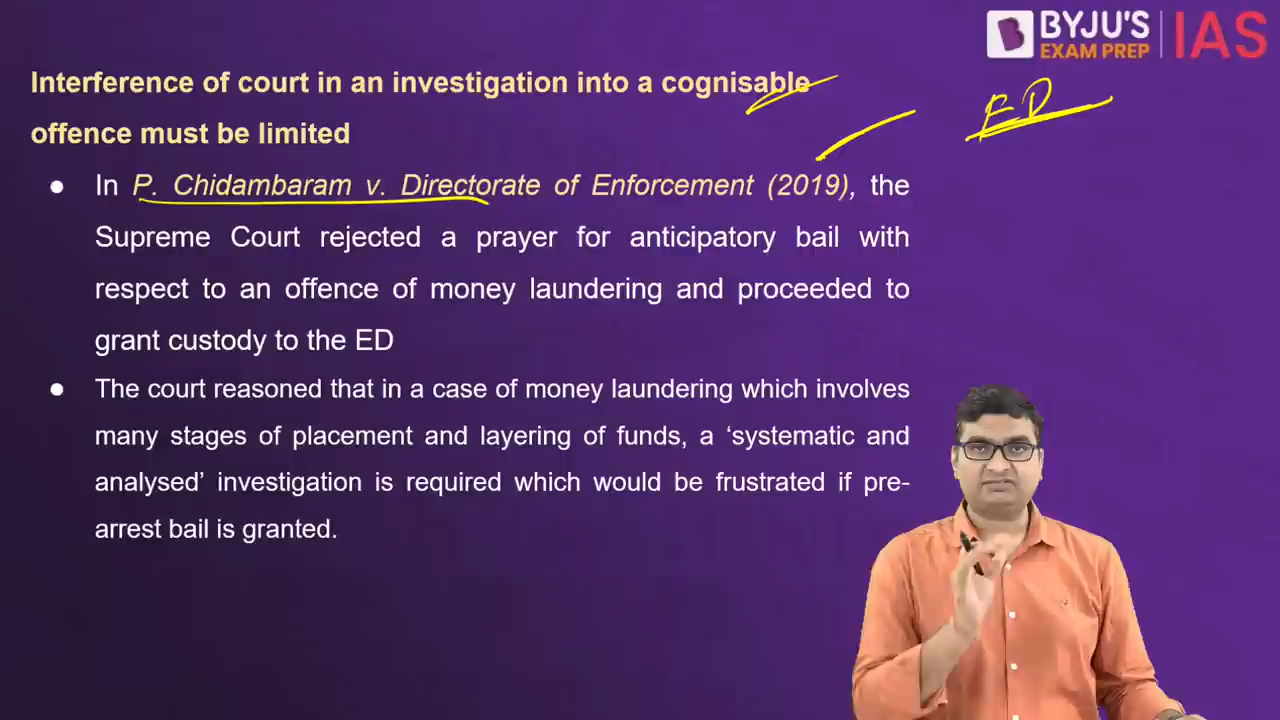 BYJU'S
EXAM PREP
IAS
Interference of court in an investigation into a cognisable
offence must be limited
ED
● In P. Chidambaram v. Directorate of Enforcement (2019), the
Supreme Court rejected a prayer for anticipatory bail with
respect to an offence of money laundering and proceeded to
grant custody to the ED
● The court reasoned that in a case of money laundering which involves
many stages of placement and layering of funds, a ‘systematic and
analysed’ investigation is required which would be frustrated if pre-
arrest bail is granted.